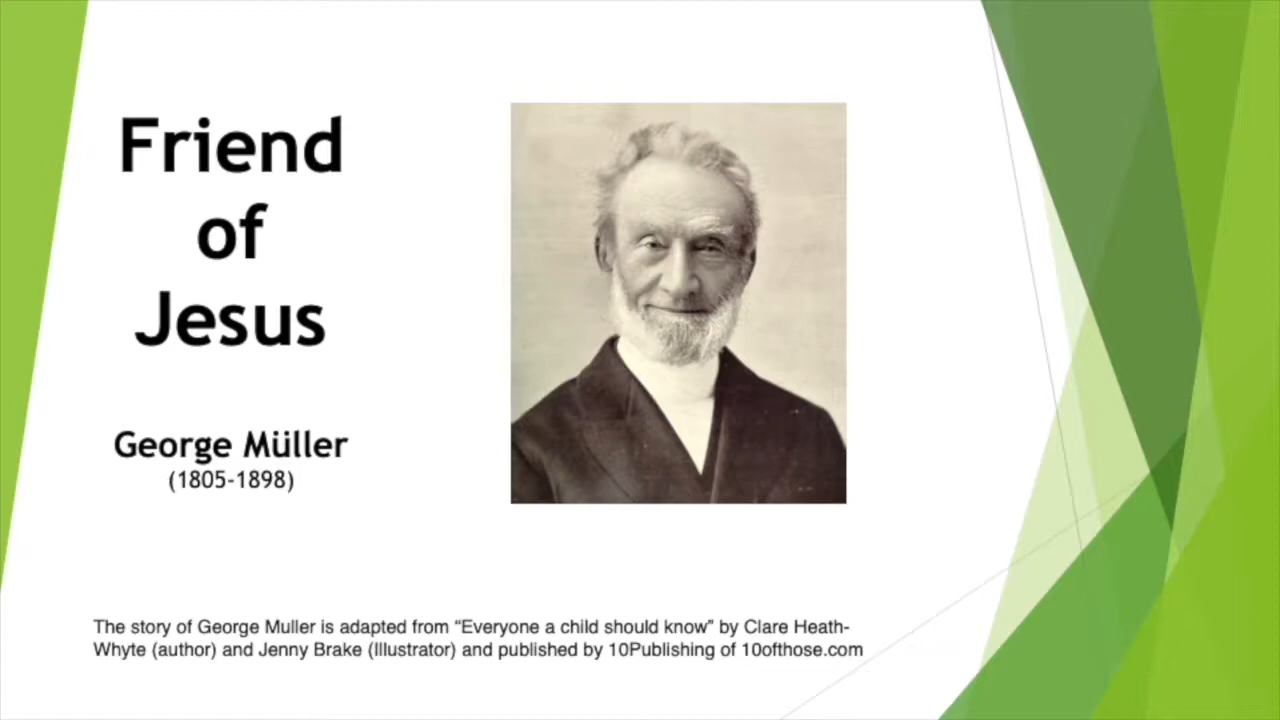 Friend
of
Jesus
George Müller
(1805-1898)
The story of George Muller is adapted from “Everyone a child should know” by Clare Heath-
Whyte (author) and Jenny Brake (Illustrator) and published by 10Publishing of 10ofthose.com